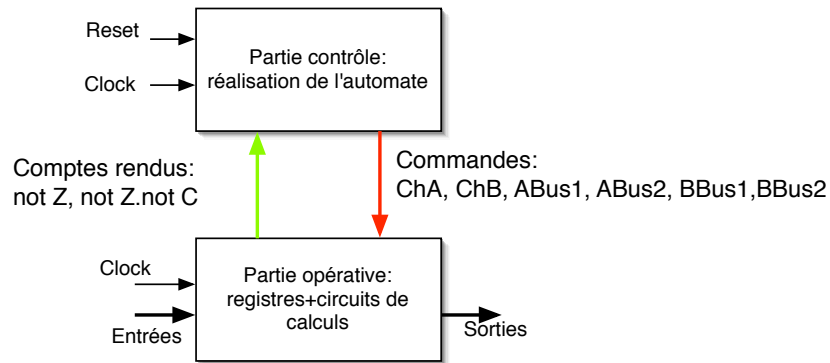 Reset
Partie contrôle:
réalisation de l'automate
Clock
Comptes rendus:
not Z, not Z.not C
Commandes:
ChA, ChB, ABus1, ABus2, BBus1,BBus2
Clock
Partie opérative:
registres+circuits de
calculs
Entrées
Sorties